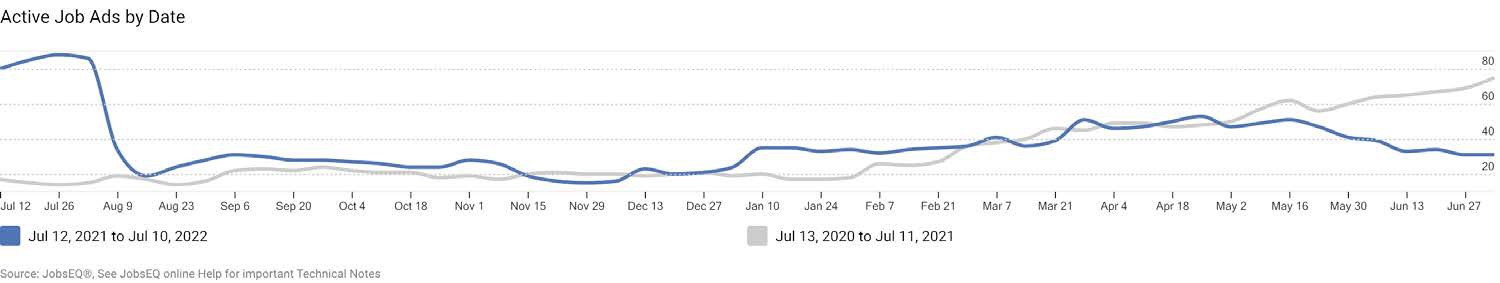 Active Job Ads by Date
80
60
40
20
Jul 12 Jul 26 Aug 9 Aug 23 Sep 6 Sep 20 Oct 4 Oct 18 Nov 1 Nov 15 Nov 29 Dec 13 Dec 27 Jan 10 Jan 24 Feb 7 Feb 21 Mar 7 Mar 21 Apr 4 Apr 18 May 2 May 16 May 30 Jun 13 Jun 27
Jul 12, 2021 to Jul 10, 2022 Jul 13, 2020 to Jul 11, 2021
Source: JobsEQ®, See JobsEQ online Help for important Technical Notes